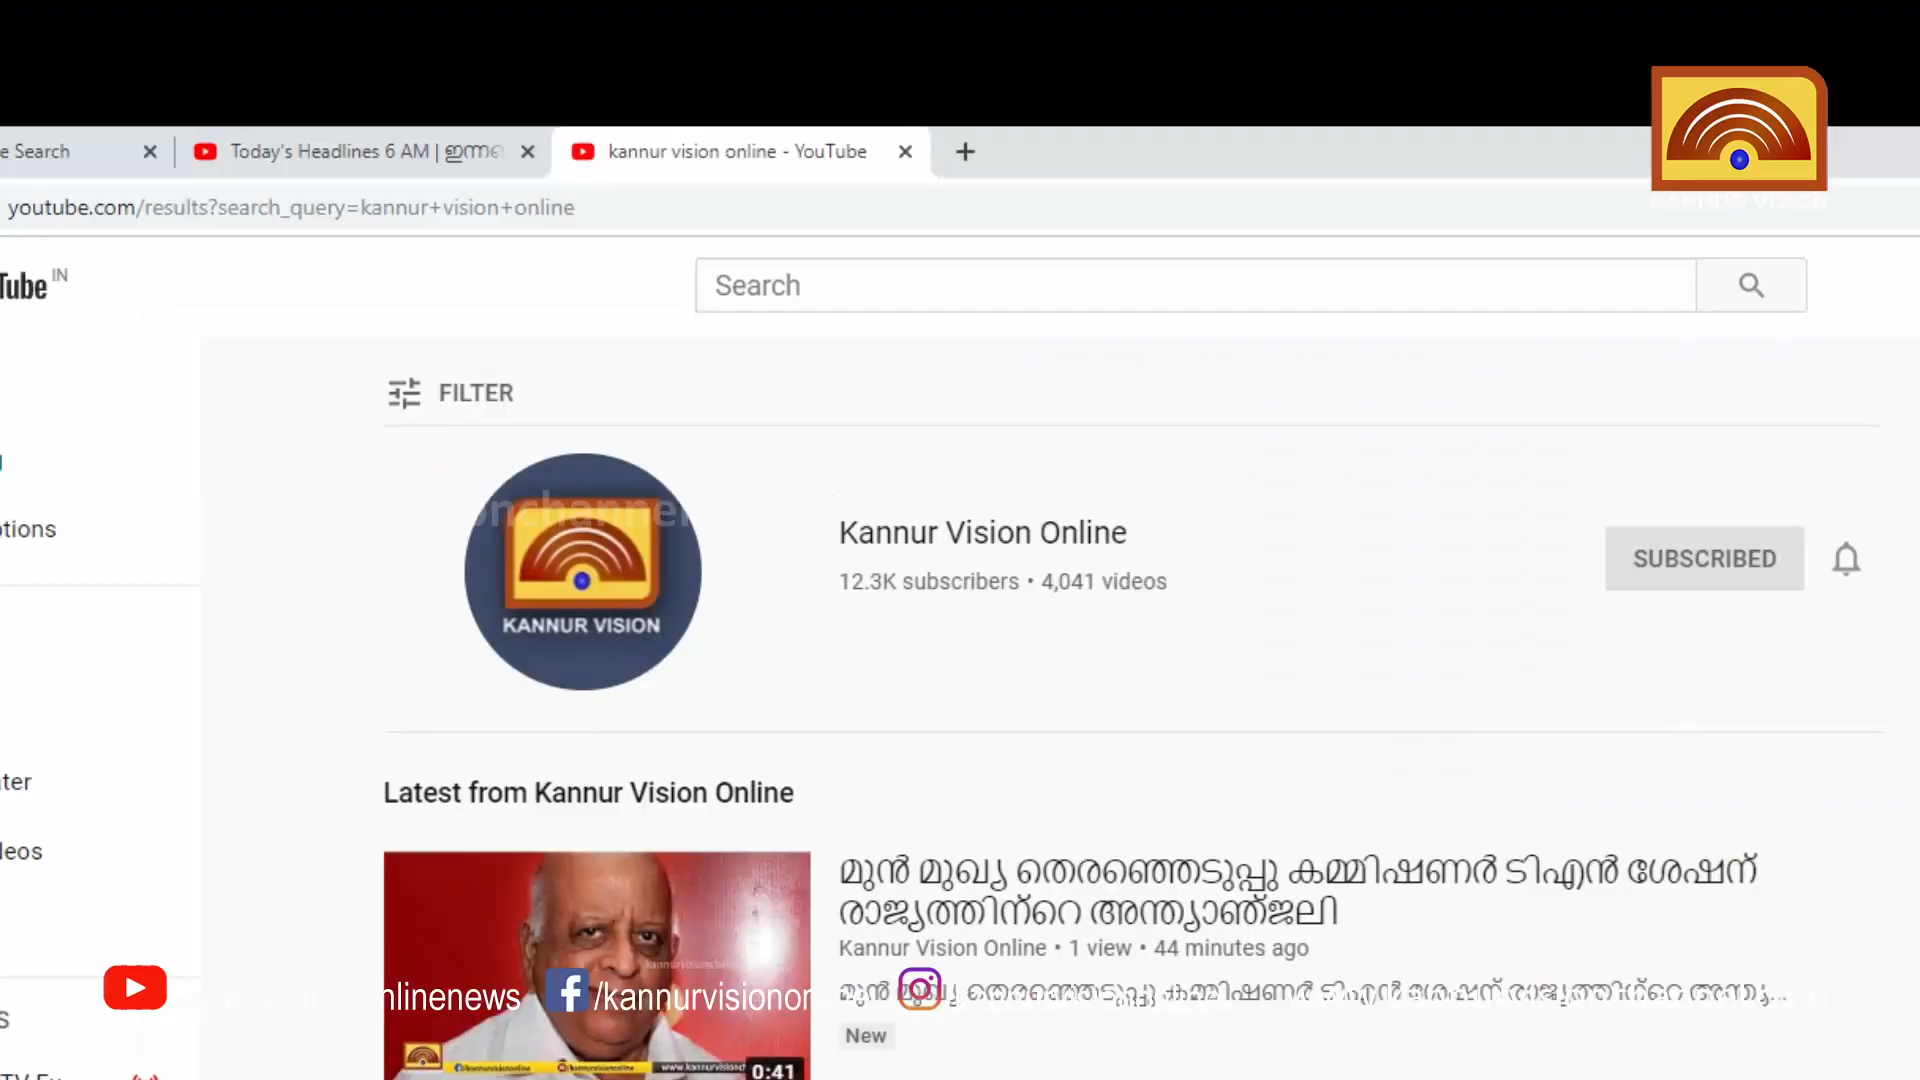 e Search
Today's Headlines 6 AM | ഇന്നത
kannur vision online - YouTube
youtube.com/results?search_query=kannur+vision+online
Tube IN
Search
FILTER
Kannur Vision Online
12.3K subscribers • 4,041 videos
SUBSCRIBED
KANNUR VISION
Latest from Kannur Vision Online
മുൻ മുഖ്യ തെരഞ്ഞെടുപ്പു കമ്മിഷണർ ടിഎൻ ശേഷന്
രാജ്യത്തിന്റെ അന്ത്യാഞ്ജലി
Kannur Vision Online • 1 view • 44 minutes ago
New
0:41
nlinenews
/kannurvisionon